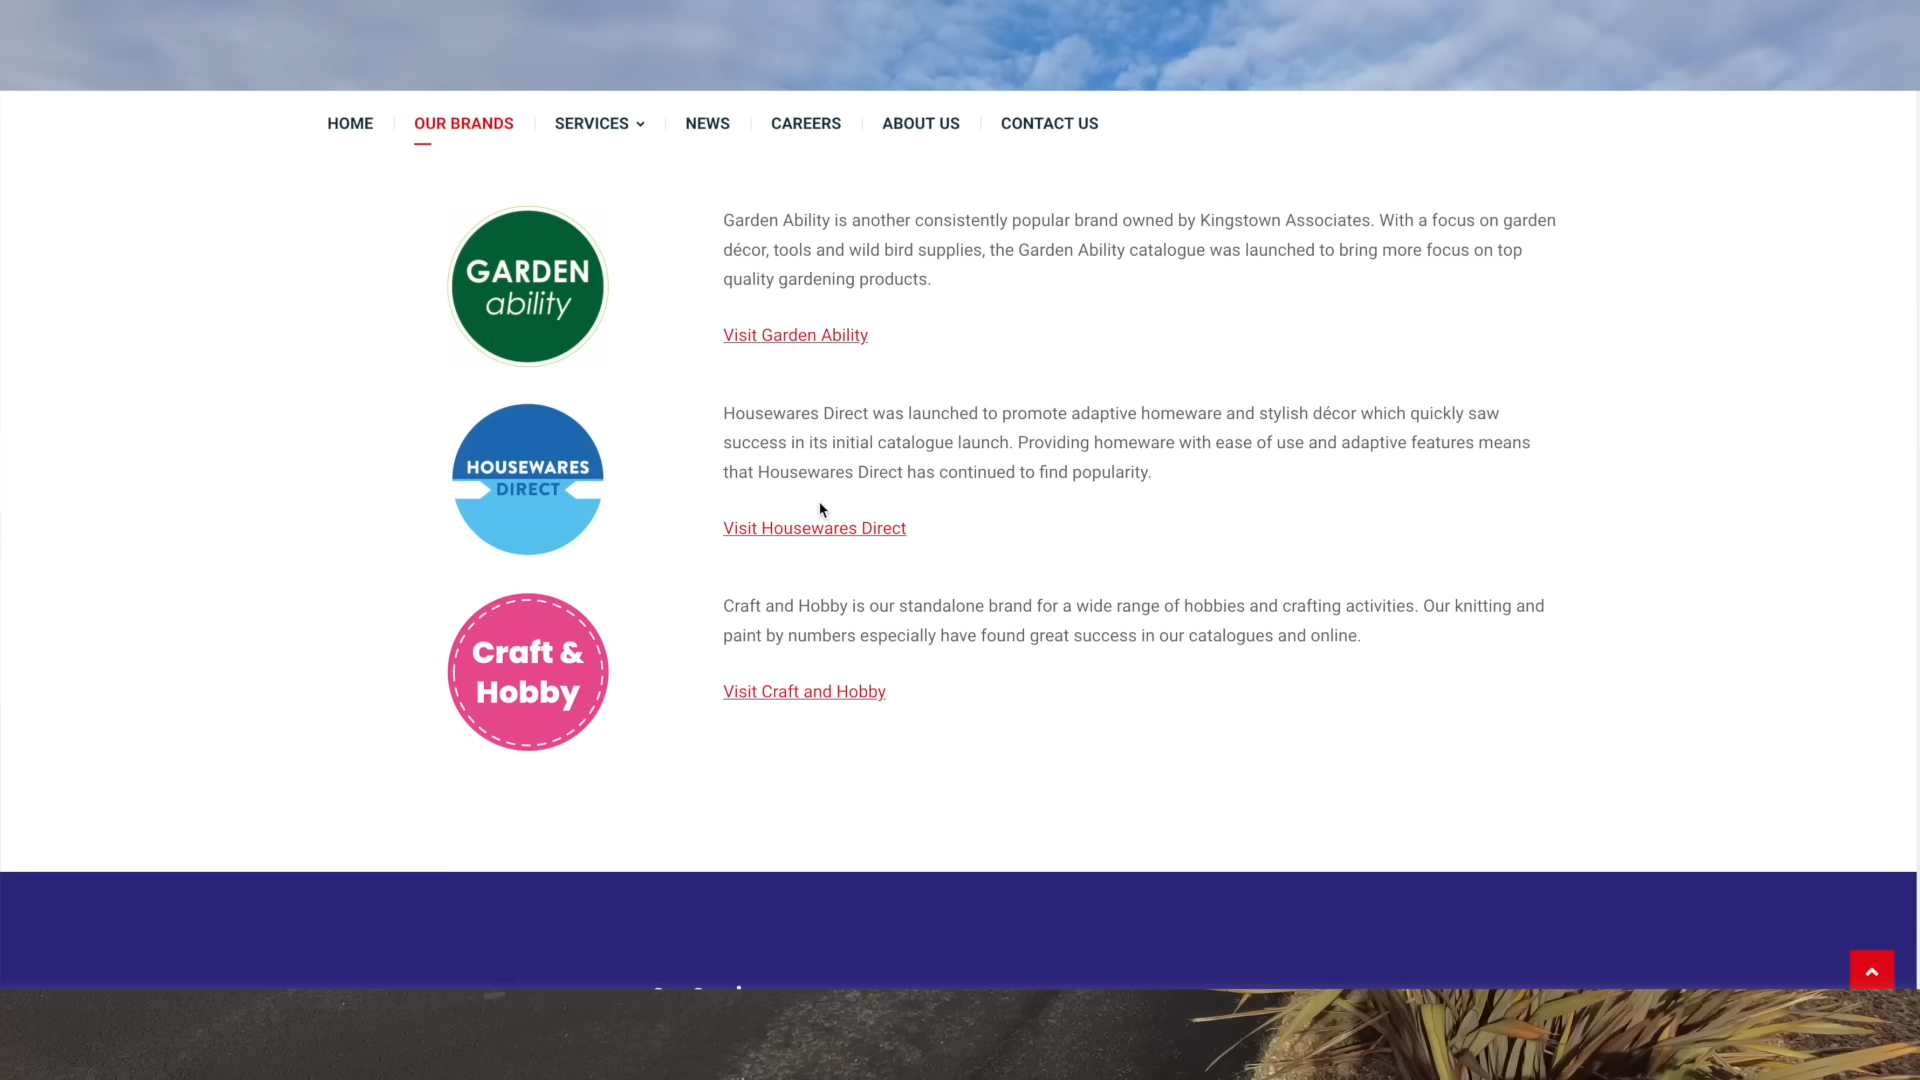 HOME
OUR BRANDS
SERVICES
NEWS
CAREERS
ABOUT US
CONTACT US
GARDEN
ability
Garden Ability is another consistently popular brand owned by Kingstown Associates. With a focus on garden
décor, tools and wild bird supplies, the Garden Ability catalogue was launched to bring more focus on top
quality gardening products.
Visit Garden Ability
HOUSEWARES
DIRECT
Housewares Direct was launched to promote adaptive homeware and stylish décor which quickly saw
success in its initial catalogue launch. Providing homeware with ease of use and adaptive features means
that Housewares Direct has continued to find popularity.
Visit Housewares Direct
Craft &
Hobby
Craft and Hobby is our standalone brand for a wide range of hobbies and crafting activities. Our knitting and
paint by numbers especially have found great success in our catalogues and online.
Visit Craft and Hobby